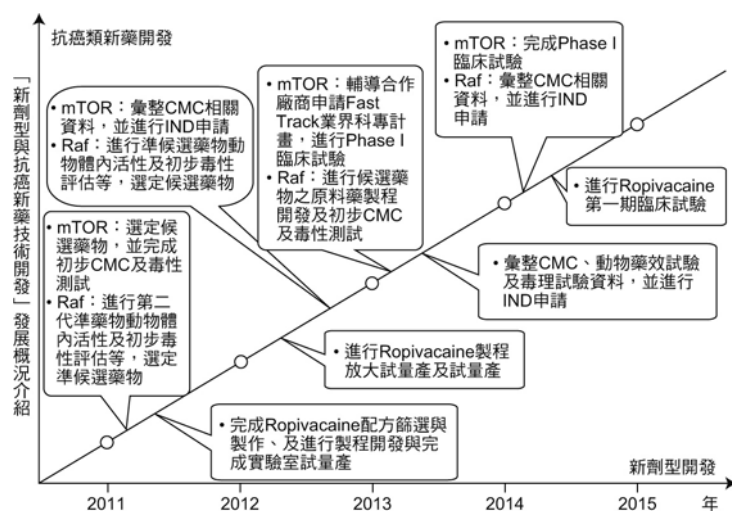 抗癌類新藥開發
「新劑型與抗癌新藥技術開發」發展概況介紹
• mTOR：選定候
選藥物，並完成
初步CMC及毒性
測試
• Raf：進行第二
代準藥物動物體
內活性及初步毒
性評估等，選定
準候選藥物
• mTOR：彙整CMC相關
資料，並進行IND申請
• Raf：進行準候選藥物動
物體內活性及初步毒性
評估等，選定候選藥物
• mTOR：輔導合作
廠商申請Fast
Track業界科專計
畫，進行Phase I
臨床試驗
• Raf：進行候選藥
物之原料藥製程
開發及初步CMC
及毒性測試
• mTOR：完成Phase I
臨床試驗
• Raf：彙整CMC相關
資料，並進行IND
申請
• 進行Ropivacaine
第一期臨床試驗
• 彙整CMC、動物藥效試驗
及毒理試驗資料，並進行
IND申請
• 進行Ropivacaine製程
放大試量產及試量產
• 完成Ropivacaine配方篩選與
製作、及進行製程開發與完
成實驗室試量產
新劑型開發
2011
2012
2013
2014
2015
年